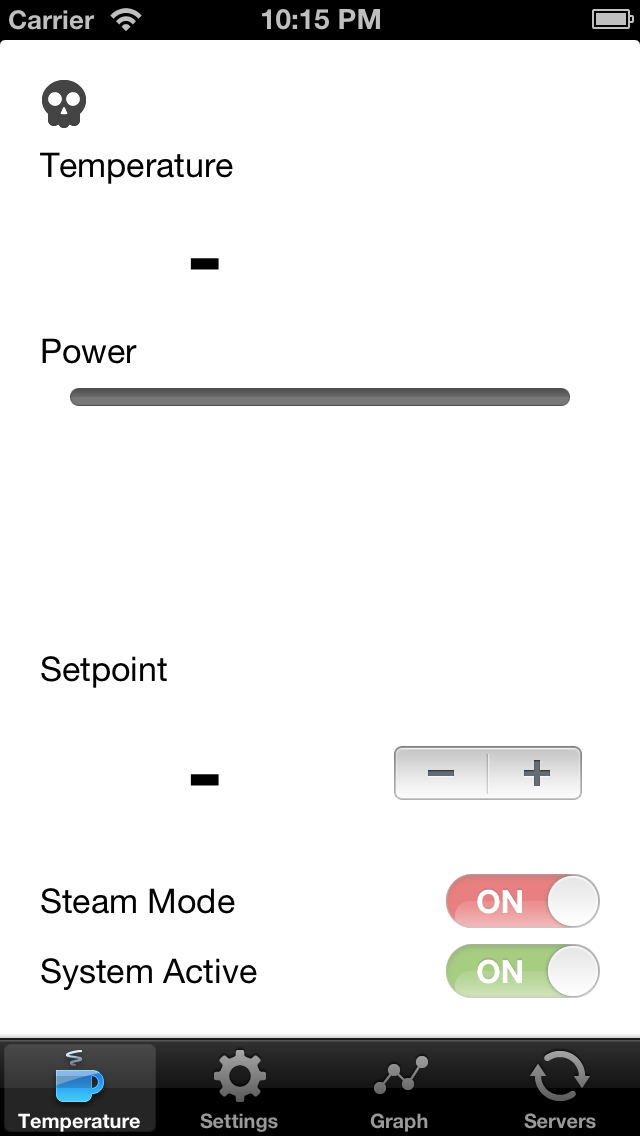 Carrier 10:15 PM
Temperature
-
Power
Setpoint
-
− +
Steam Mode ON
System Active ON
Temperature Settings Graph Servers